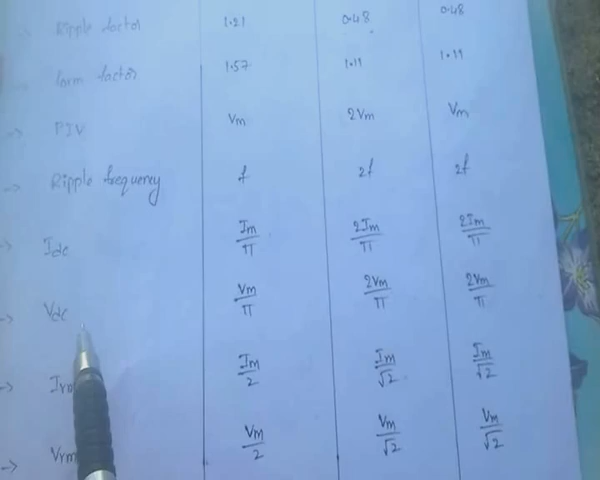 Ripple factor 1.21 0.48 0.48
form factor 1.57 1.11 1.11
→ PIV Vm 2Vm Vm
→ Ripple frequency f 2f 2f
→ Idc Im/π 2Im/π 2Im/π
→ Vdc Vm/π 2Vm/π 2Vm/π
→ Irm Im/2 Im/√2 Im/√2
→ Vrm Vm/2 Vm/√2 Vm/√2